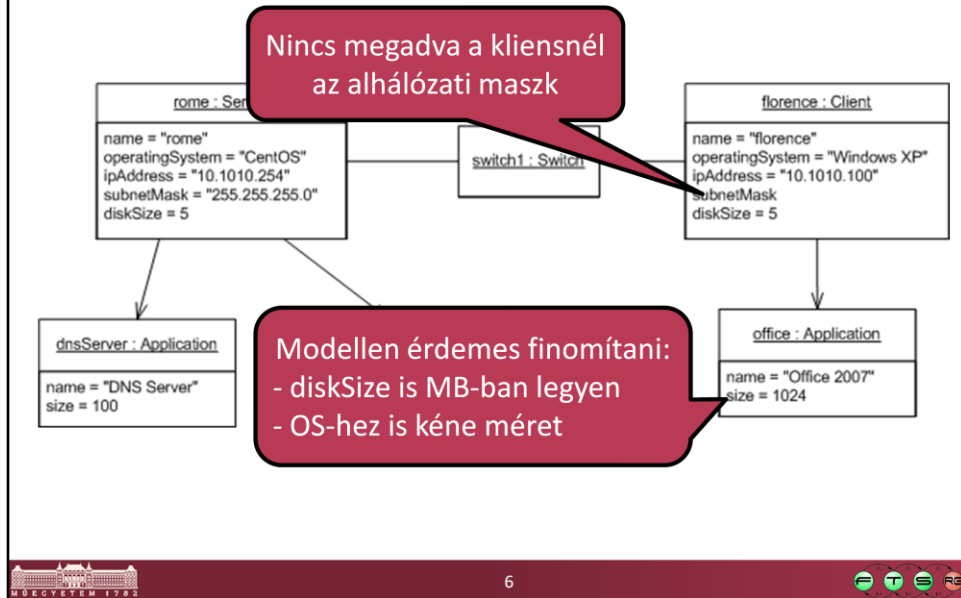 Nincs megadva a kliensnél
az alhálózati maszk
rome : Ser
name = "rome"
operatingSystem = "CentOS"
ipAddress = "10.1010.254"
subnetMask = "255.255.255.0"
diskSize = 5
switch1 : Switch
florence : Client
name = "florence"
operatingSystem = "Windows XP"
ipAddress = "10.1010.100"
subnetMask
diskSize = 5
dnsServer : Application
name = "DNS Server"
size = 100
Modellen érdemes finomítani:
- diskSize is MB-ban legyen
- OS-hez is kéne méret
office : Application
name = "Office 2007"
size = 1024
MŰEGYETEM 1782
6
F T S RG